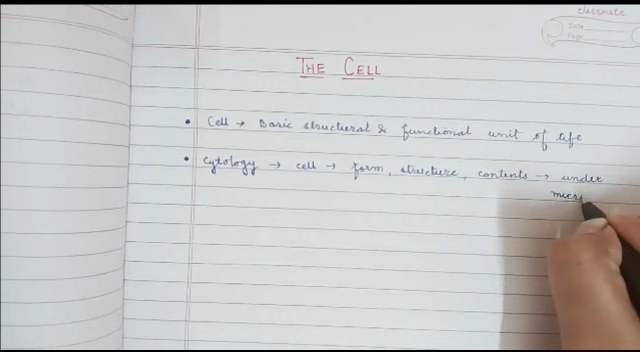 classmate
Date
Page
THE CELL
• Cell → Basic structural & functional unit of life
• Cytology → cell → form, structure, contents → under
micr